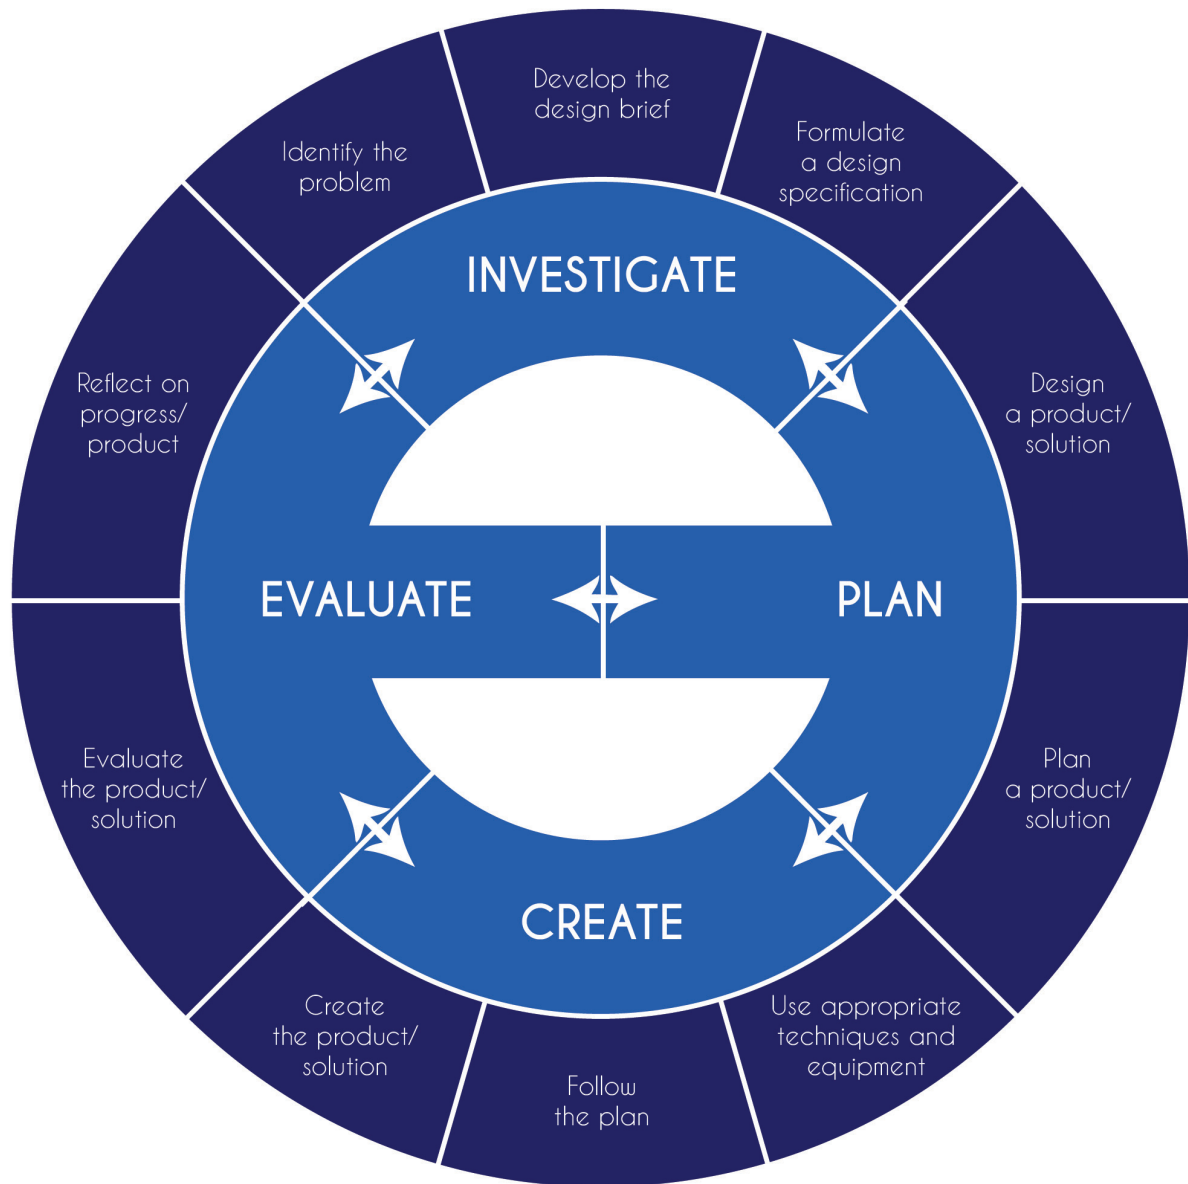 Develop the
design brief
Formulate
a design
specification
Identify the
problem
INVESTIGATE
Reflect on
progress/
product
Design
a product/
solution
EVALUATE
PLAN
Evaluate
the product/
solution
Plan
a product/
solution
CREATE
Create
the product/
solution
Follow
the plan
Use appropriate
techniques and
equipment